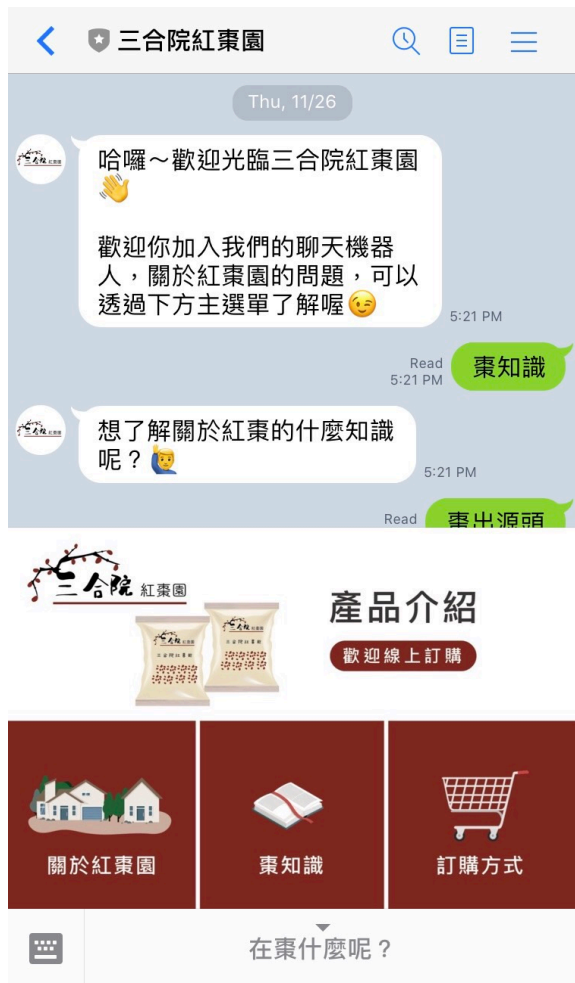 三合院紅棗園
Thu, 11/26
哈囉～歡迎光臨三合院紅棗園
👋
歡迎你加入我們的聊天機器
人，關於紅棗園的問題，可以
透過下方主選單了解喔😉
5:21 PM
Read
5:21 PM
棗知識
想了解關於紅棗的什麼知識
呢？🙋‍♂️
5:21 PM
Read
棗出源頭
三合院 紅棗園
產品介紹
歡迎線上訂購
關於紅棗園
棗知識
訂購方式
在棗什麼呢？